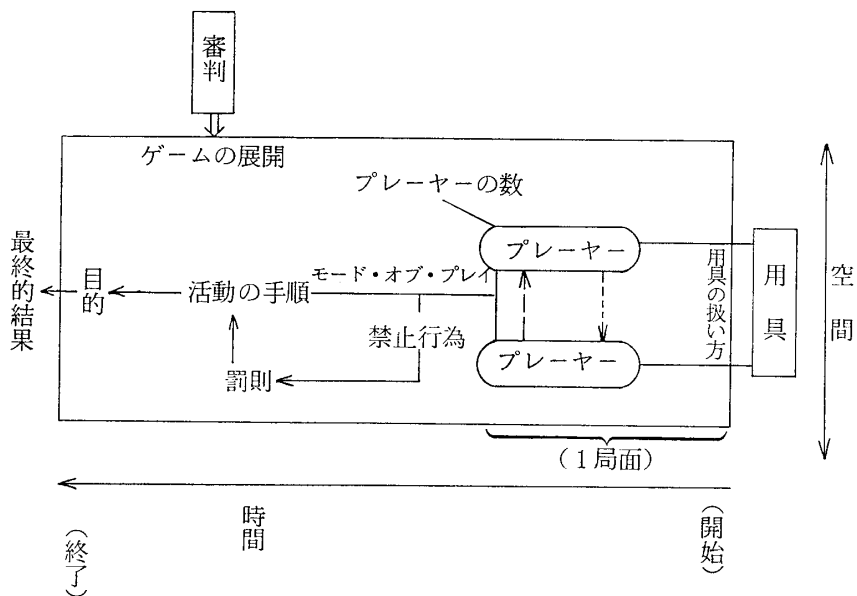 審判
ゲームの展開
プレーヤーの数
プレーヤー
用具の扱い方
用具
空間
モード・オブ・プレイ
活動の手順
目的
最終的結果
禁止行為
プレーヤー
罰則
(1局面)
時間
(開始)
(終了)